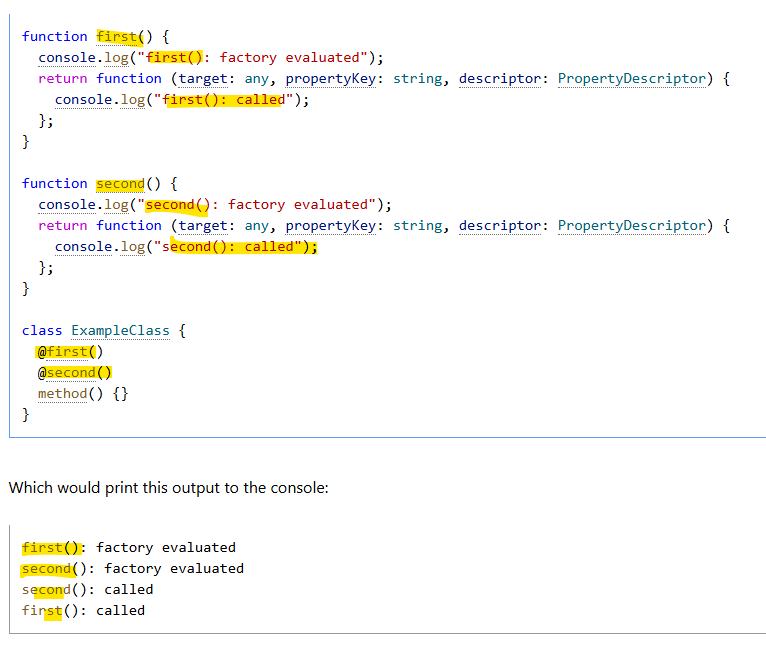 function first() {
  console.log("first(): factory evaluated");
  return function (target: any, propertyKey: string, descriptor: PropertyDescriptor) {
    console.log("first(): called");
  };
}
function second() {
  console.log("second(): factory evaluated");
  return function (target: any, propertyKey: string, descriptor: PropertyDescriptor) {
    console.log("second(): called");
  };
}
class ExampleClass {
  @first()
  @second()
  method() {}
}
Which would print this output to the console:
first(): factory evaluated
second(): factory evaluated
second(): called
first(): called